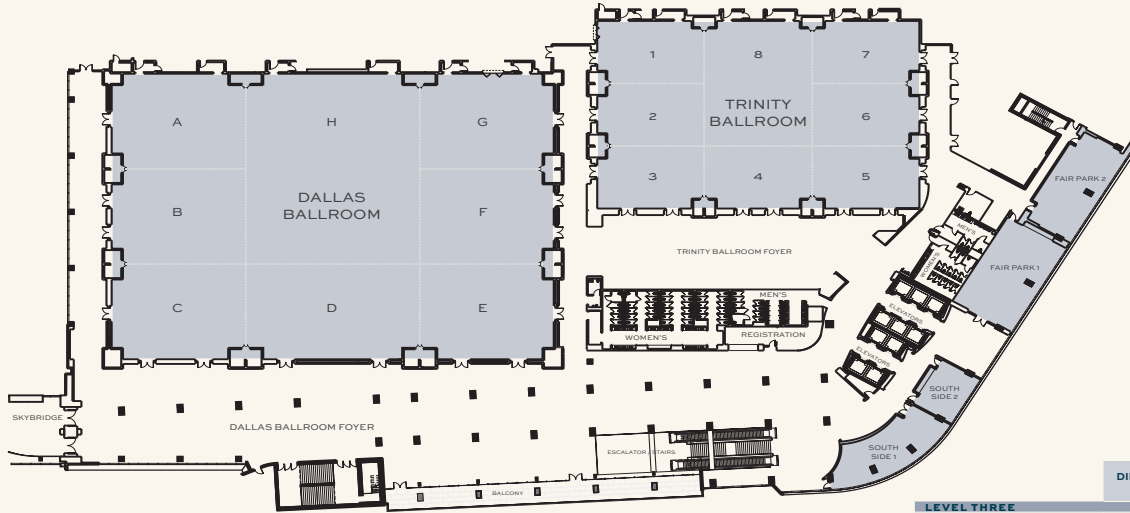 1
8
7
TRINITY
BALLROOM
2
6
3
4
5
A
H
G
DALLAS
BALLROOM
B
F
C
D
E
FAIR PARK 2
MEN'S
WOMEN'S
FAIR PARK 1
TRINITY BALLROOM FOYER
MEN'S
WOMEN'S
REGISTRATION
ELEVATORS
ELEVATORS
SOUTH
SIDE 2
SOUTH
SIDE 1
SKYBRIDGE
DALLAS BALLROOM FOYER
ESCALATOR / STAIRS
BALCONY
LEVEL THREE